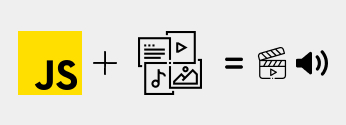 JS
+ =